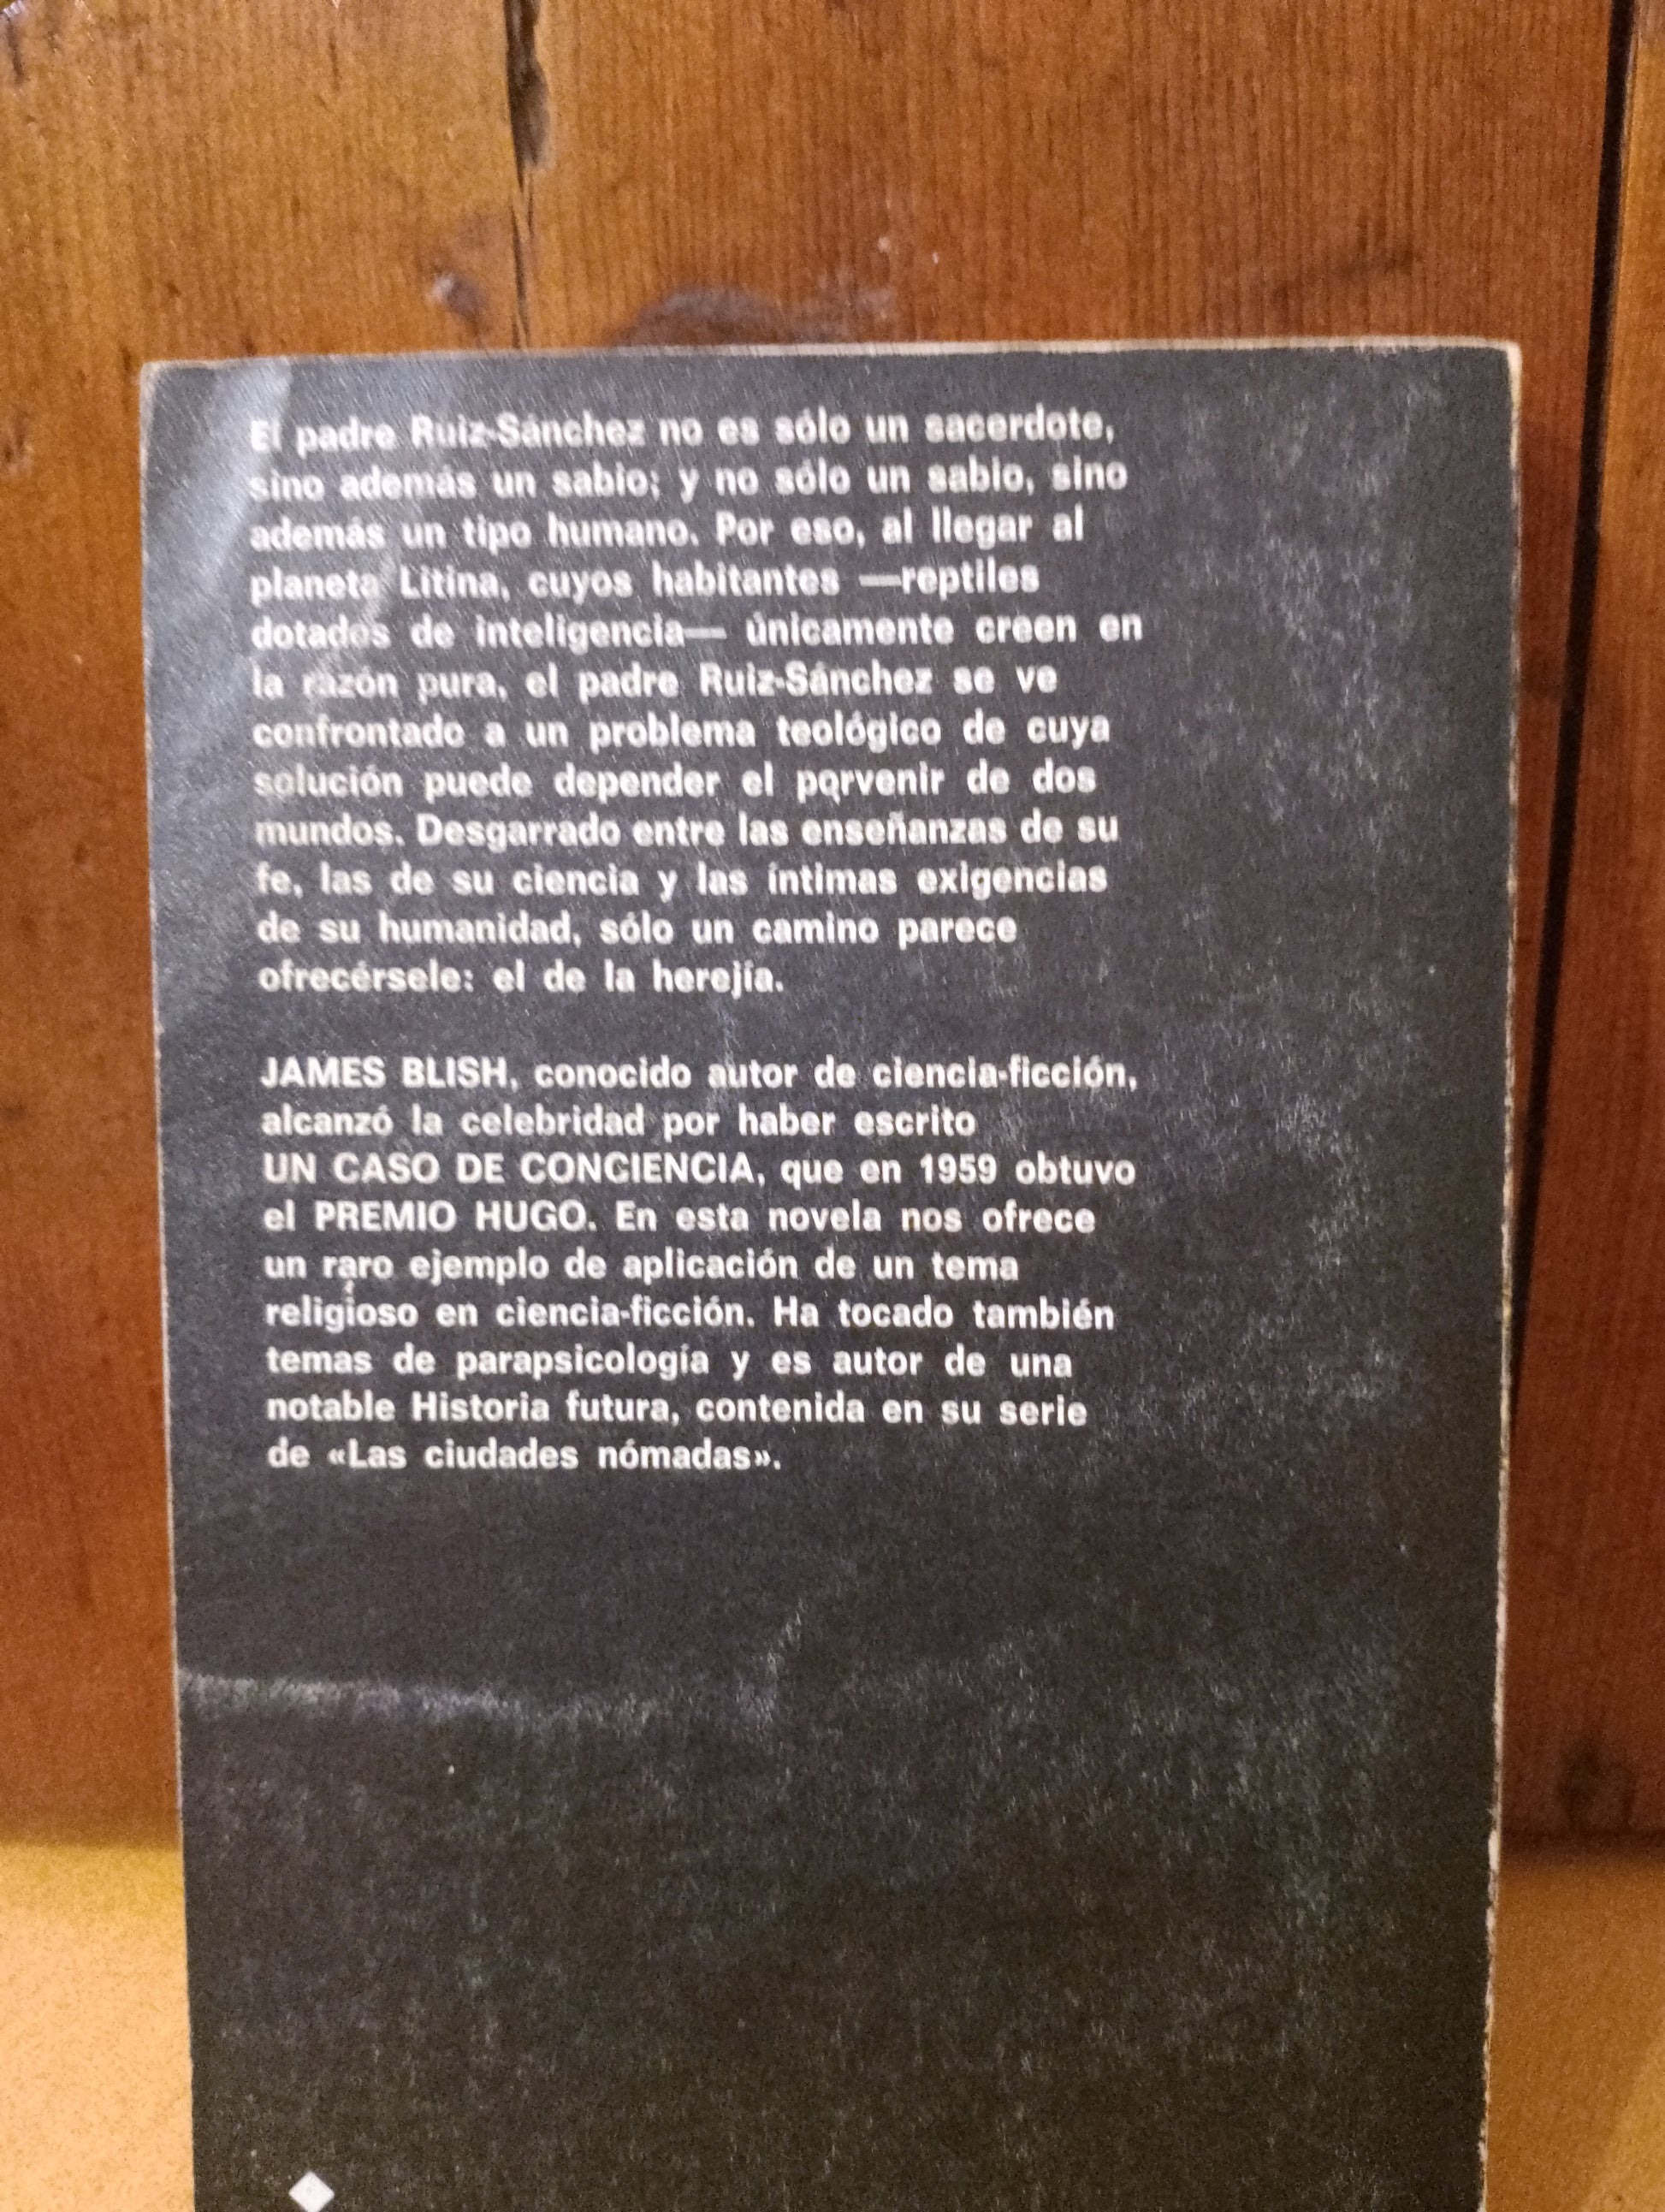 El padre Ruiz-Sánchez no es sólo un sacerdote,
sino además un sabio; y no sólo un sabio, sino
además un tipo humano. Por eso, al llegar al
planeta Litina, cuyos habitantes —reptiles
dotados de inteligencia— únicamente creen en
la razón pura, el padre Ruiz-Sánchez se ve
confrontado a un problema teológico de cuya
solución puede depender el porvenir de dos
mundos. Desgarrado entre las enseñanzas de su
fe, las de su ciencia y las íntimas exigencias
de su humanidad, sólo un camino parece
ofrecérsele: el de la herejía.
JAMES BLISH, conocido autor de ciencia-ficción,
alcanzó la celebridad por haber escrito
UN CASO DE CONCIENCIA, que en 1959 obtuvo
el PREMIO HUGO. En esta novela nos ofrece
un raro ejemplo de aplicación de un tema
religioso en ciencia-ficción. Ha tocado también
temas de parapsicología y es autor de una
notable Historia futura, contenida en su serie
de «Las ciudades nómadas».